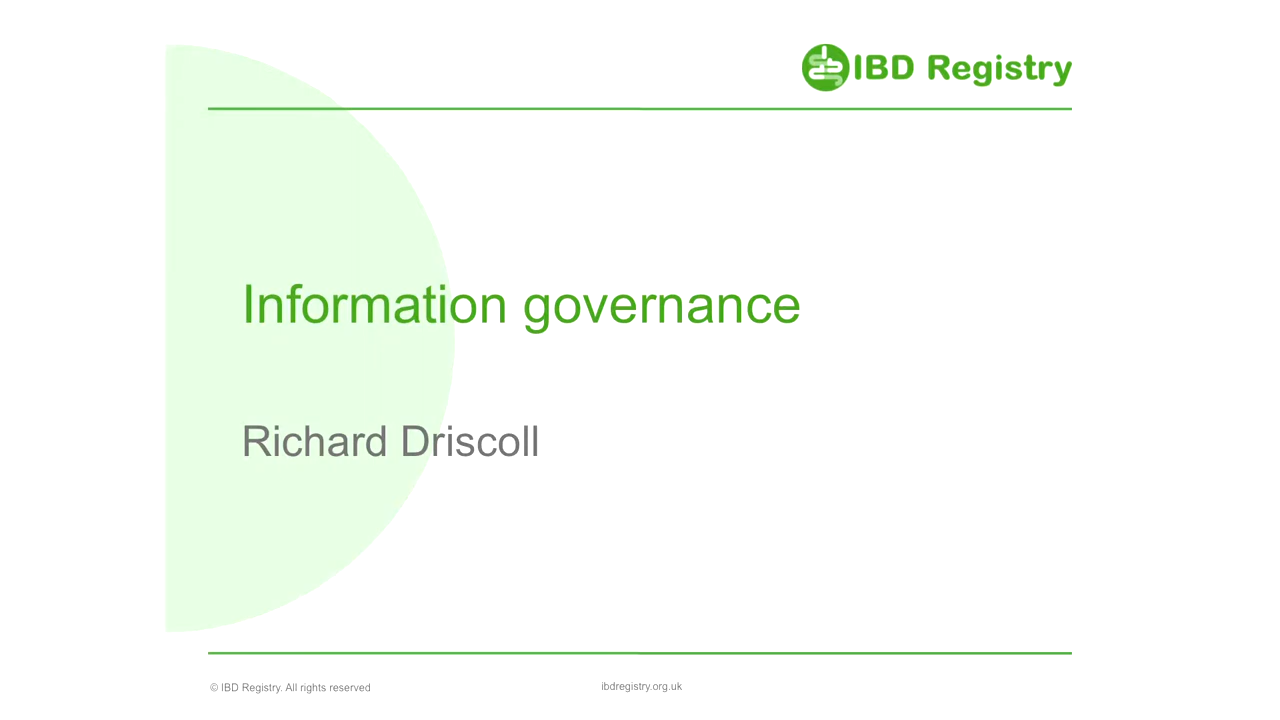 IBD Registry
Information governance
Richard Driscoll
© IBD Registry. All rights reserved
ibdregistry.org.uk